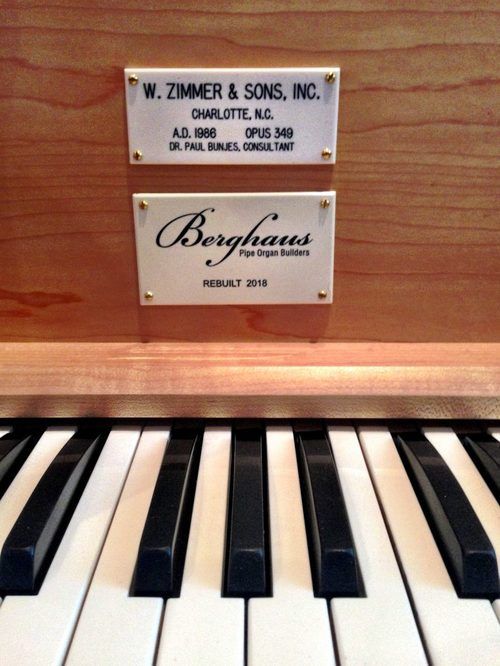 W. ZIMMER & SONS, INC.
CHARLOTTE, N.C.
A.D. 1986 OPUS 349
DR. PAUL BUNJES, CONSULTANT
Berghaus
Pipe Organ Builders
REBUILT 2018